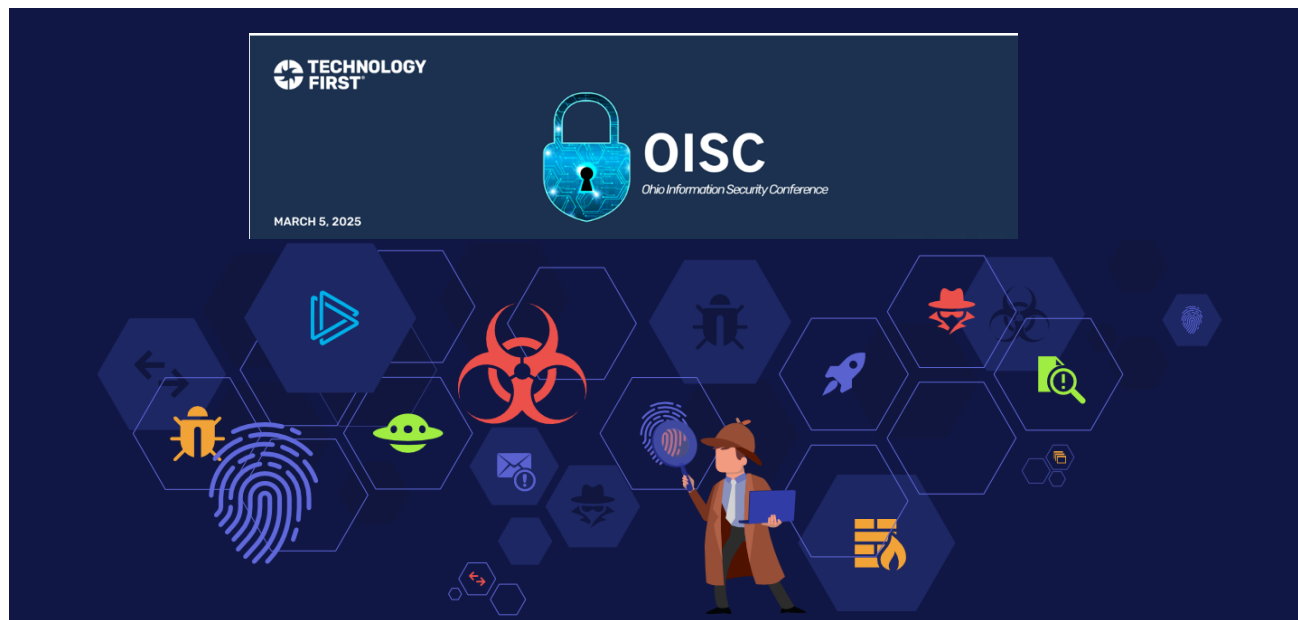 TECHNOLOGY
FIRST
OISC
Ohio Information Security Conference
MARCH 5, 2025